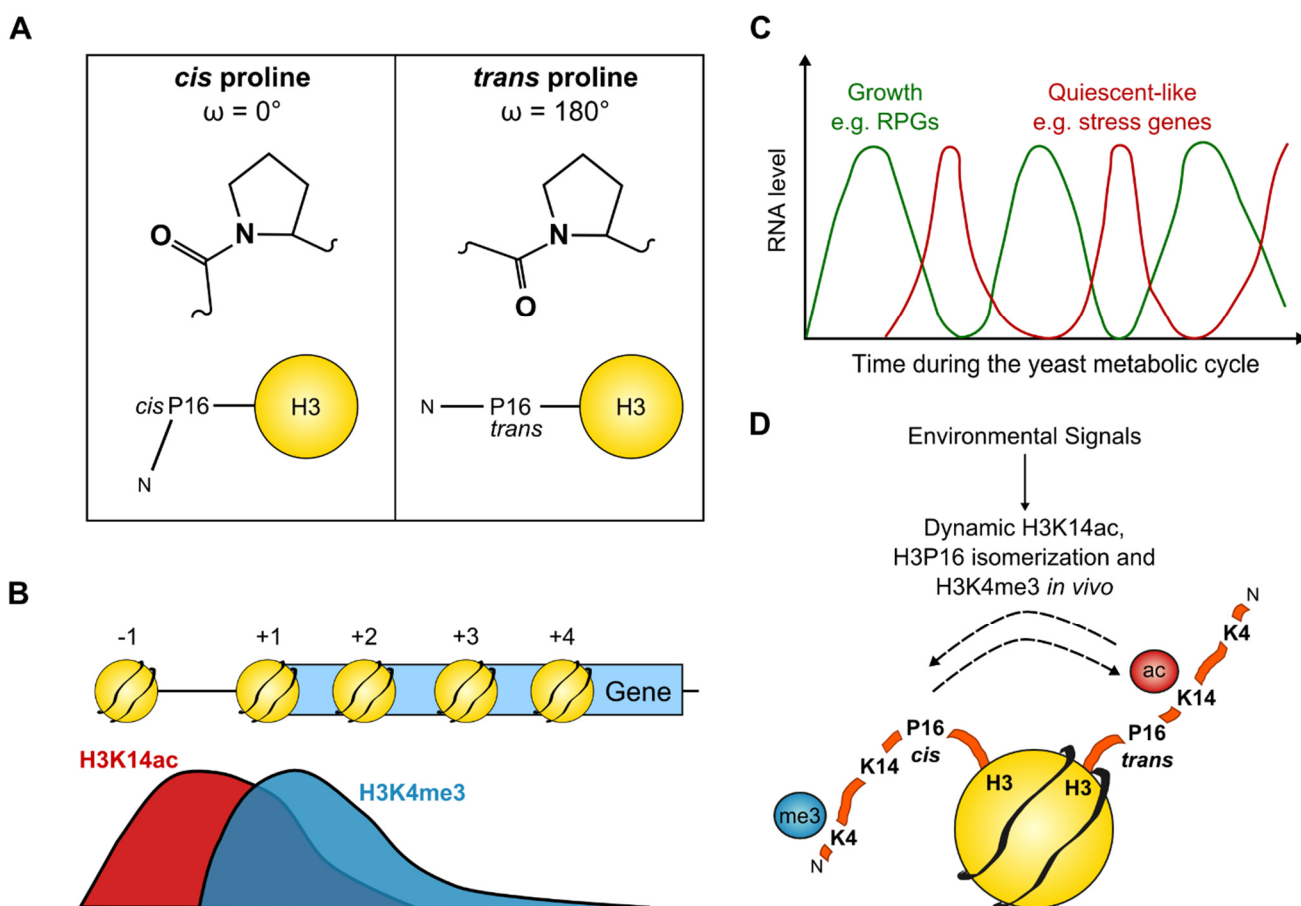 A
cis proline
ω = 0°
trans proline
ω = 180°
O
N
N
O
cis P16
H3
N
N
P16
trans
H3
B
-1
+1
+2
+3
+4
Gene
H3K14ac
H3K4me3
C
Growth
e.g. RPGs
Quiescent-like
e.g. stress genes
RNA level
Time during the yeast metabolic cycle
D
Environmental Signals
Dynamic H3K14ac,
H3P16 isomerization and
H3K4me3 in vivo
N
K4
ac
K14
P16
trans
P16
cis
K14
H3
H3
me3
K4
N